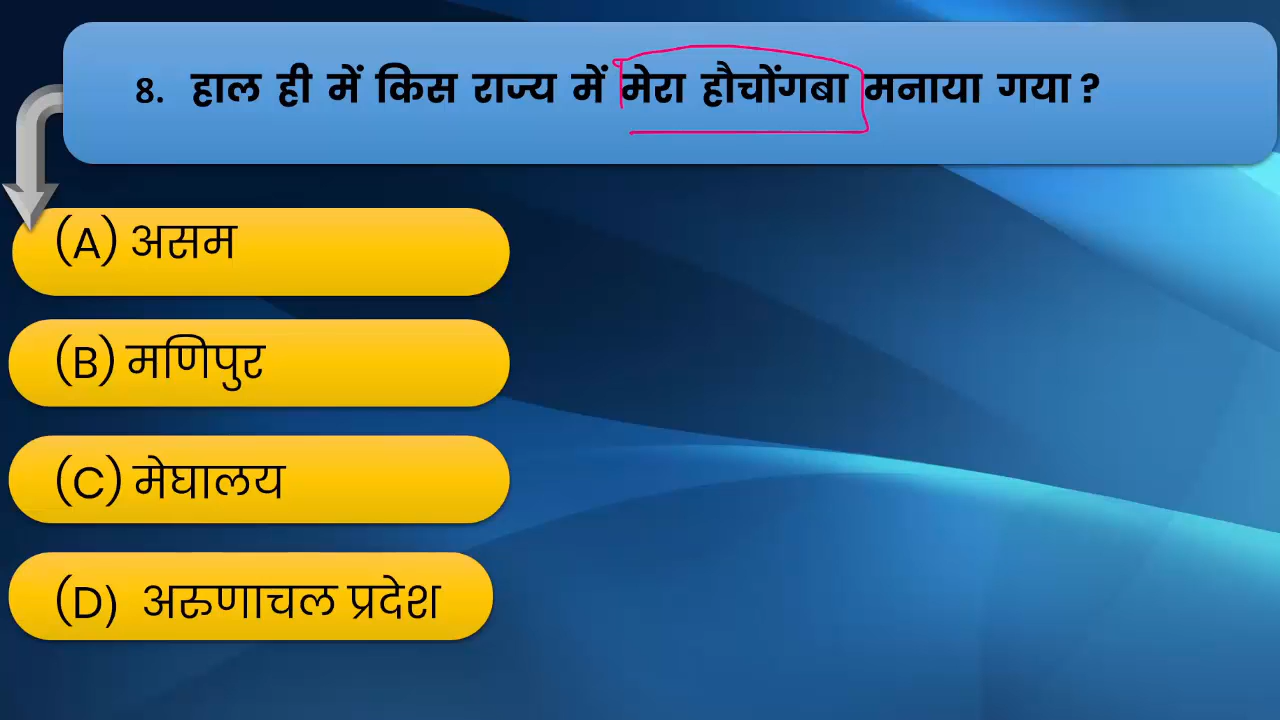 8. हाल ही में किस राज्य में मेरा हौचोंगबा मनाया गया ?
(A) असम
(B) मणिपुर
(C) मेघालय
(D) अरुणाचल प्रदेश